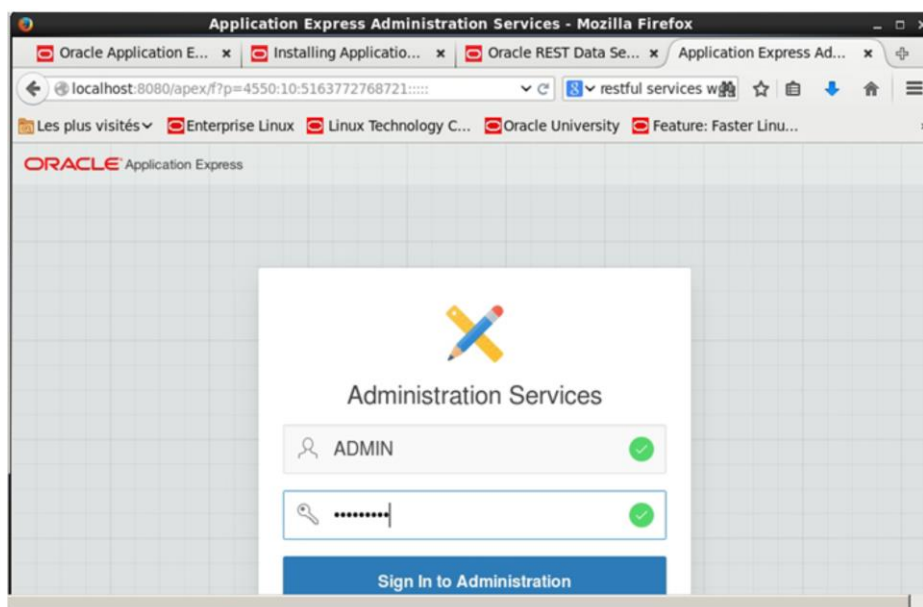 Application Express Administration Services - Mozilla Firefox
Oracle Application E... Installing Applicatio... Oracle REST Data Se... Application Express Ad...
localhost:8080/apex/f?p=4550:10:5163772768721::::: restful services
Les plus visités Enterprise Linux Linux Technology C... Oracle University Feature: Faster Linu...
ORACLE Application Express
Administration Services
ADMIN
•••••••••
Sign In to Administration